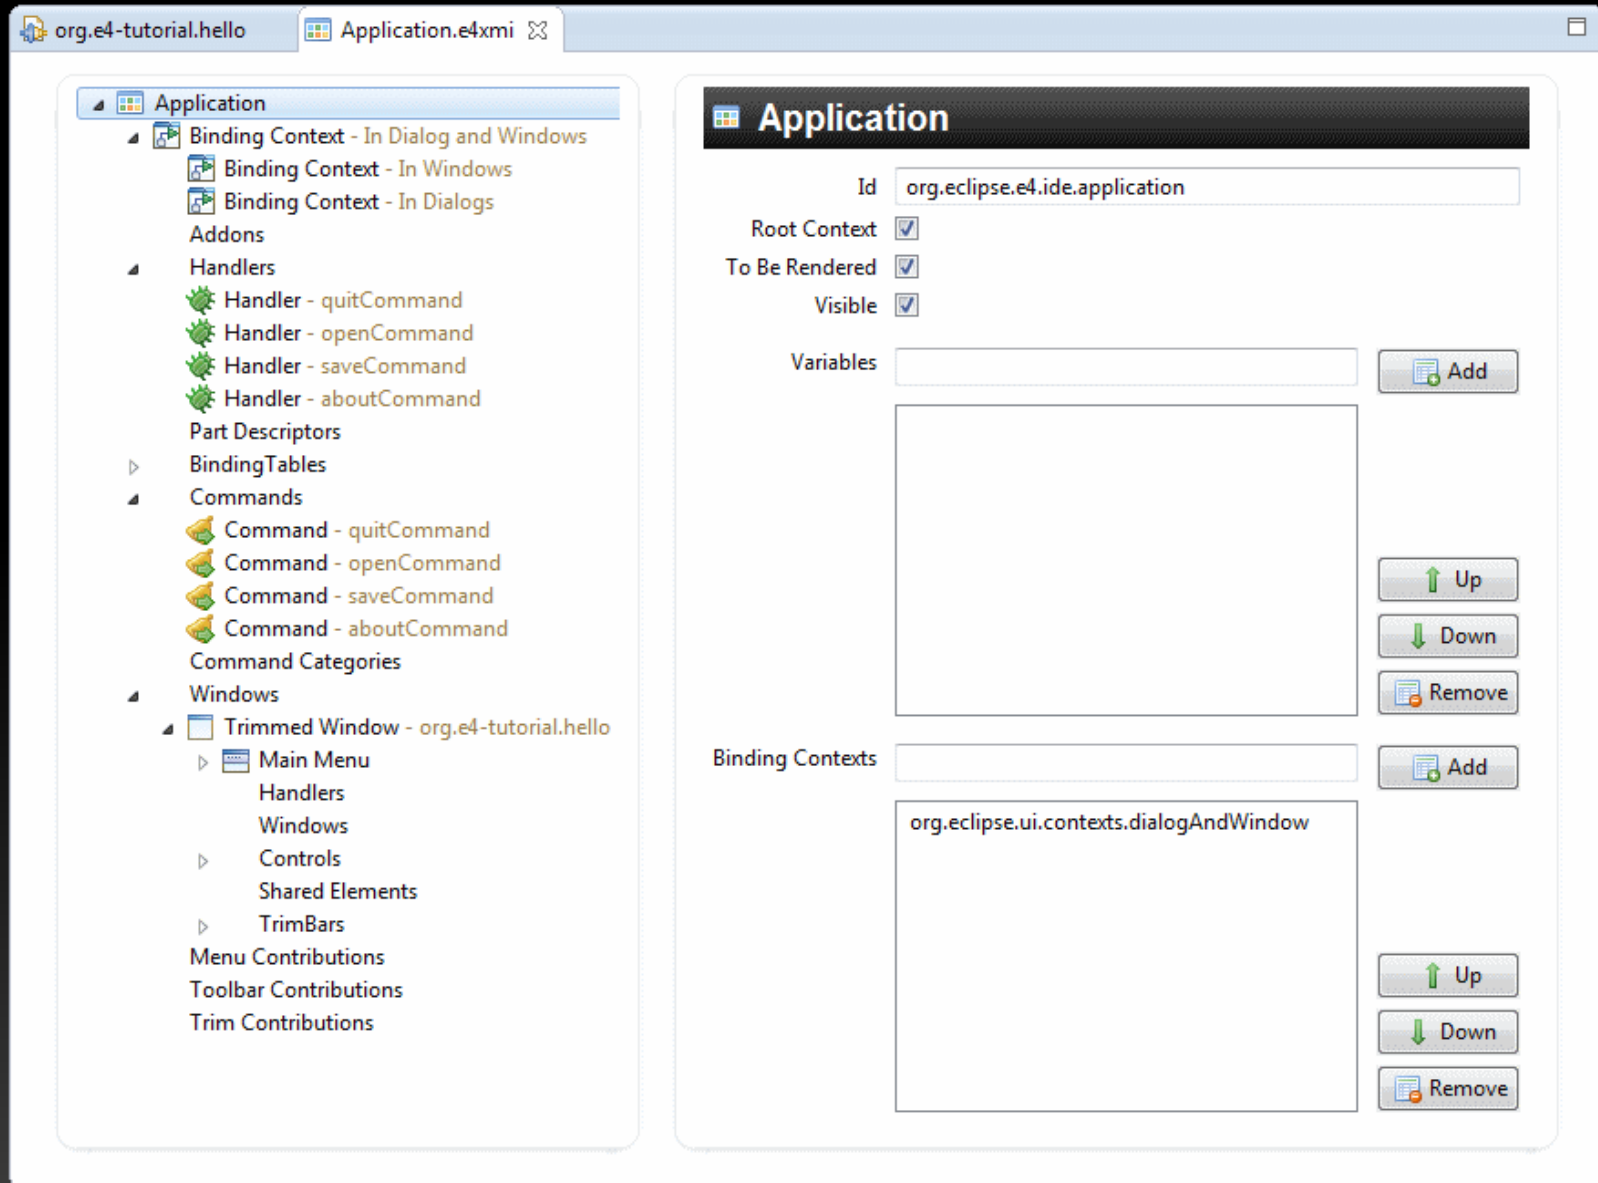 org.e4-tutorial.hello
Application.e4xmi
Application
Binding Context - In Dialog and Windows
Binding Context - In Windows
Binding Context - In Dialogs
Addons
Handlers
Handler - quitCommand
Handler - openCommand
Handler - saveCommand
Handler - aboutCommand
Part Descriptors
BindingTables
Commands
Command - quitCommand
Command - openCommand
Command - saveCommand
Command - aboutCommand
Command Categories
Windows
Trimmed Window - org.e4-tutorial.hello
Main Menu
Handlers
Windows
Controls
Shared Elements
TrimBars
Menu Contributions
Toolbar Contributions
Trim Contributions
Application
Id org.eclipse.e4.ide.application
Root Context
To Be Rendered
Visible
Variables Add
Up
Down
Remove
Binding Contexts Add
org.eclipse.ui.contexts.dialogAndWindow
Up
Down
Remove